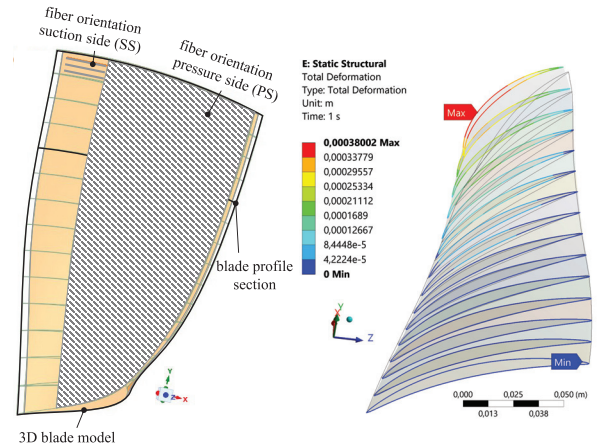 fiber orientation
suction side (SS)
fiber orientation
pressure side (PS)
blade profile
section
3D blade model
Y
Z
X
E: Static Structural
Total Deformation
Type: Total Deformation
Unit: m
Time: 1 s
0,00038002 Max
0,00033779
0,00029557
0,00025334
0,00021112
0,0001689
0,00012667
8,4448e-5
4,2224e-5
0 Min
Y
X
Z
Max
Min
0,000 0,025 0,050 (m)
0,013 0,038